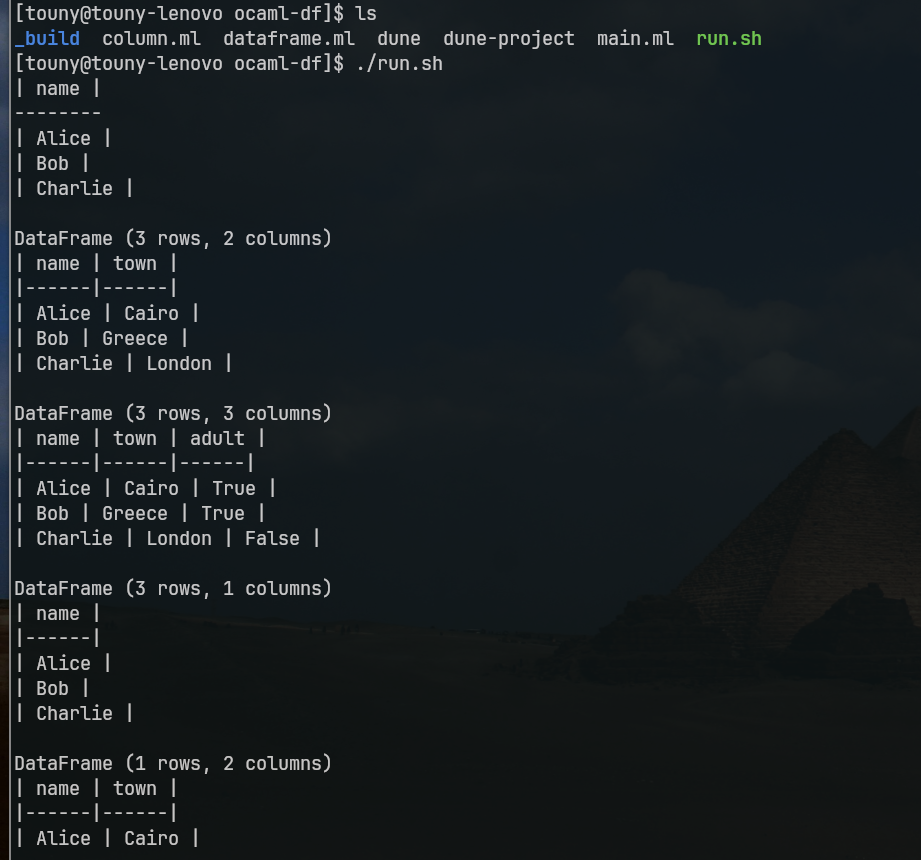 [touny@touny-lenovo ocaml-df]$ ls
_build  column.ml  dataframe.ml  dune  dune-project  main.ml  run.sh
[touny@touny-lenovo ocaml-df]$ ./run.sh
| name |
--------
| Alice |
| Bob |
| Charlie |

DataFrame (3 rows, 2 columns)
| name | town |
|------|------|
| Alice | Cairo |
| Bob | Greece |
| Charlie | London |

DataFrame (3 rows, 3 columns)
| name | town | adult |
|------|------|------|
| Alice | Cairo | True |
| Bob | Greece | True |
| Charlie | London | False |

DataFrame (3 rows, 1 columns)
| name |
|------|
| Alice |
| Bob |
| Charlie |

DataFrame (1 rows, 2 columns)
| name | town |
|------|------|
| Alice | Cairo |